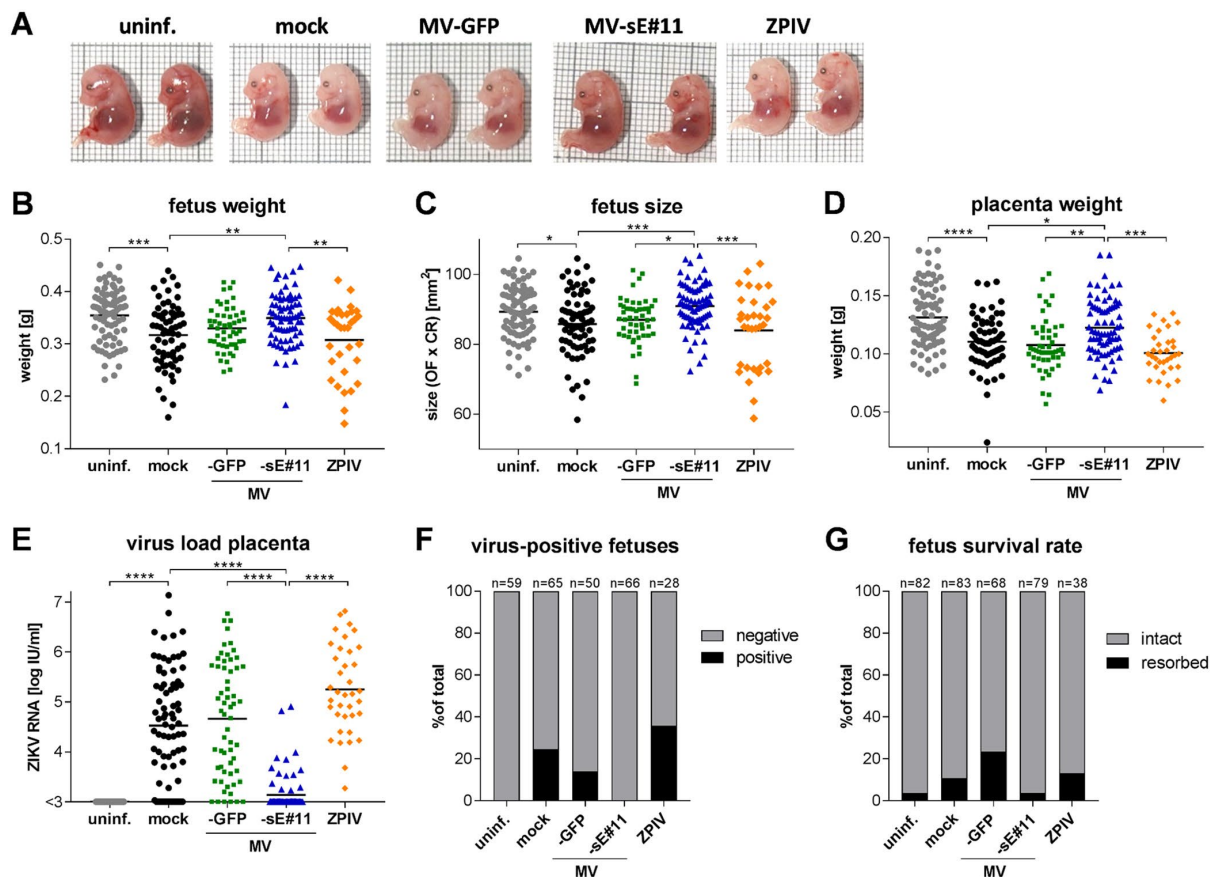 A
uninf. mock MV-GFP MV-sE#11 ZPIV
B fetus weight
*** ** **
weight [g]
0.5
0.4
0.3
0.2
0.1
uninf. mock -GFP -sE#11 ZPIV
MV
C fetus size
* *** * ***
size (OF x CR) [mm²]
100
80
60
uninf. mock -GFP -sE#11 ZPIV
MV
D placenta weight
**** * ** ***
weight [g]
0.20
0.15
0.10
0.05
uninf. mock -GFP -sE#11 ZPIV
MV
E virus load placenta
**** **** **** ****
ZIKV RNA [log IU/ml]
7
6
5
4
<3
uninf. mock -GFP -sE#11 ZPIV
MV
F virus-positive fetuses
n=59 n=65 n=50 n=66 n=28
%of total
100
80
60
40
20
0
uninf. mock -GFP -sE#11 ZPIV
MV
negative
positive
G fetus survival rate
n=82 n=83 n=68 n=79 n=38
%of total
100
80
60
40
20
0
uninf. mock -GFP -sE#11 ZPIV
MV
intact
resorbed